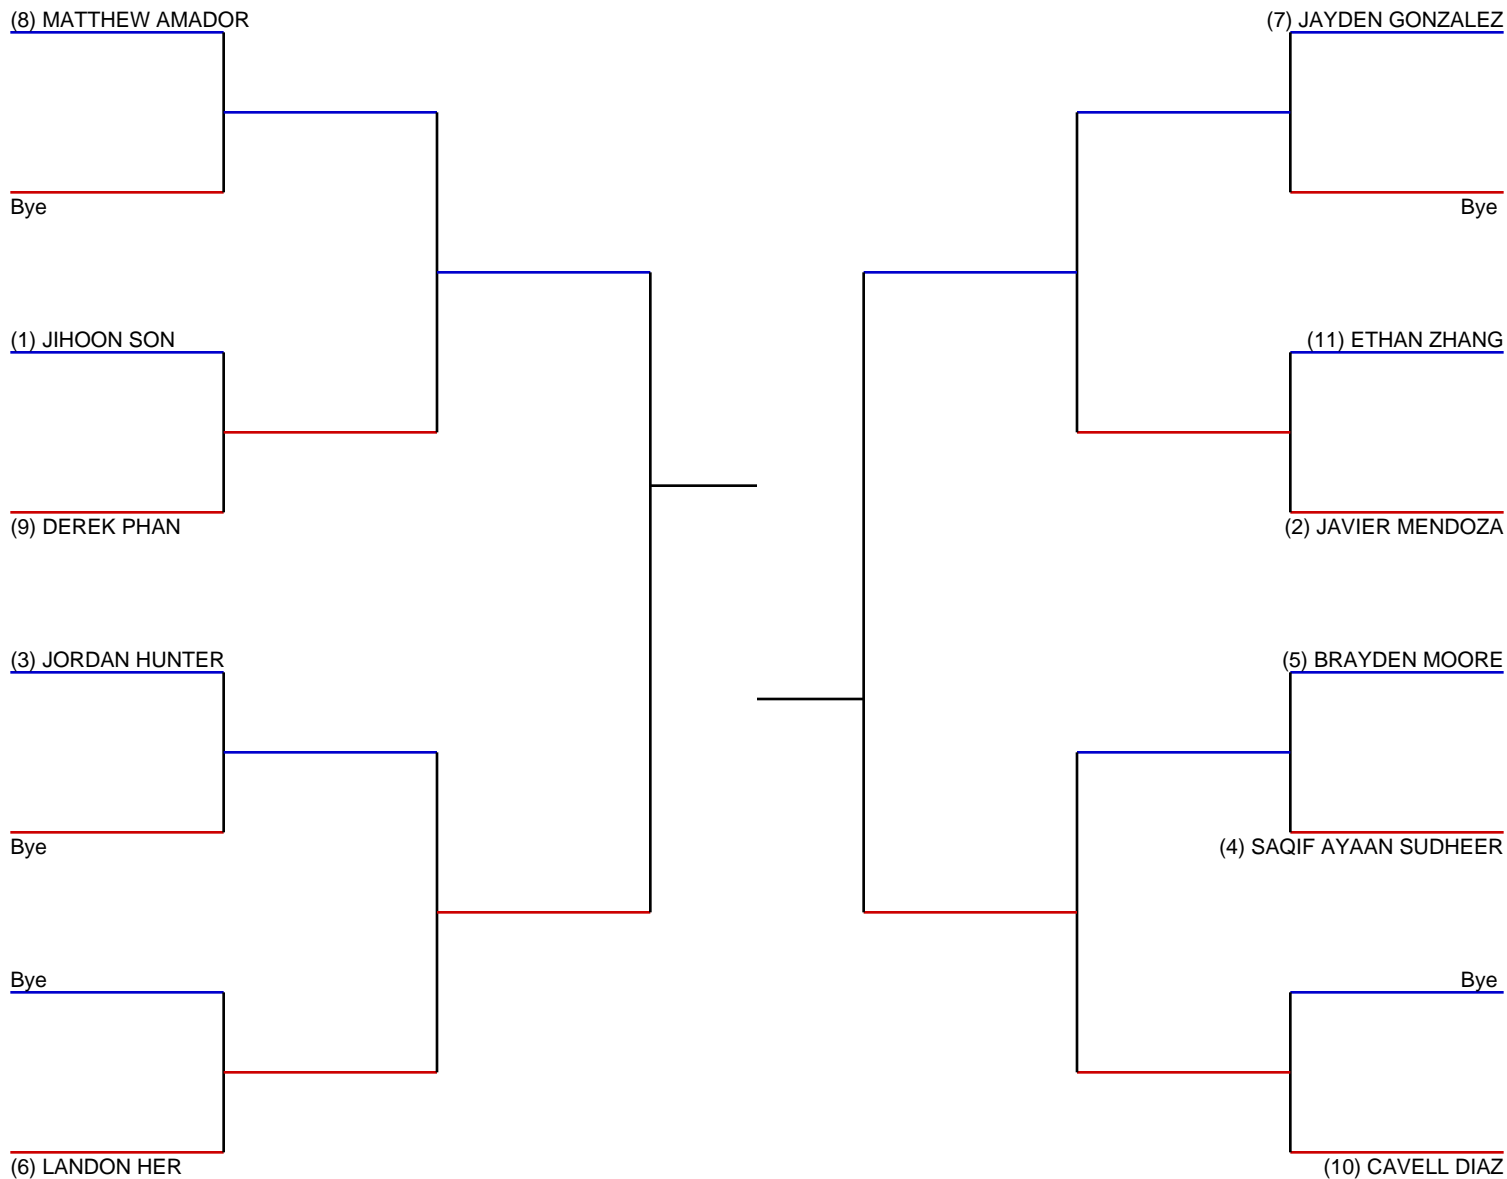 (8) MATTHEW AMADOR
Bye
(1) JIHOON SON
(9) DEREK PHAN
(3) JORDAN HUNTER
Bye
Bye
(6) LANDON HER
(7) JAYDEN GONZALEZ
Bye
(11) ETHAN ZHANG
(2) JAVIER MENDOZA
(5) BRAYDEN MOORE
(4) SAQIF AYAAN SUDHEER
Bye
(10) CAVELL DIAZ